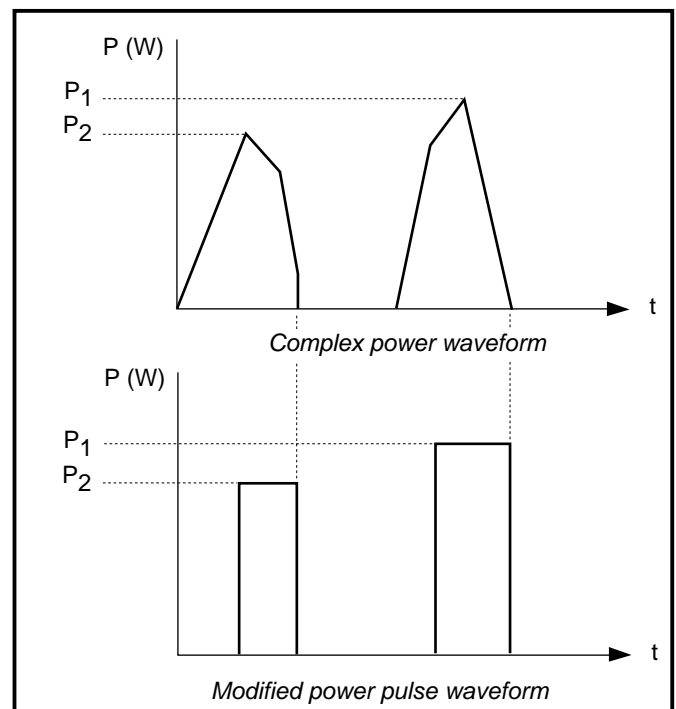 P (W)
P1
P2
t
Complex power waveform
P (W)
P1
P2
t
Modified power pulse waveform